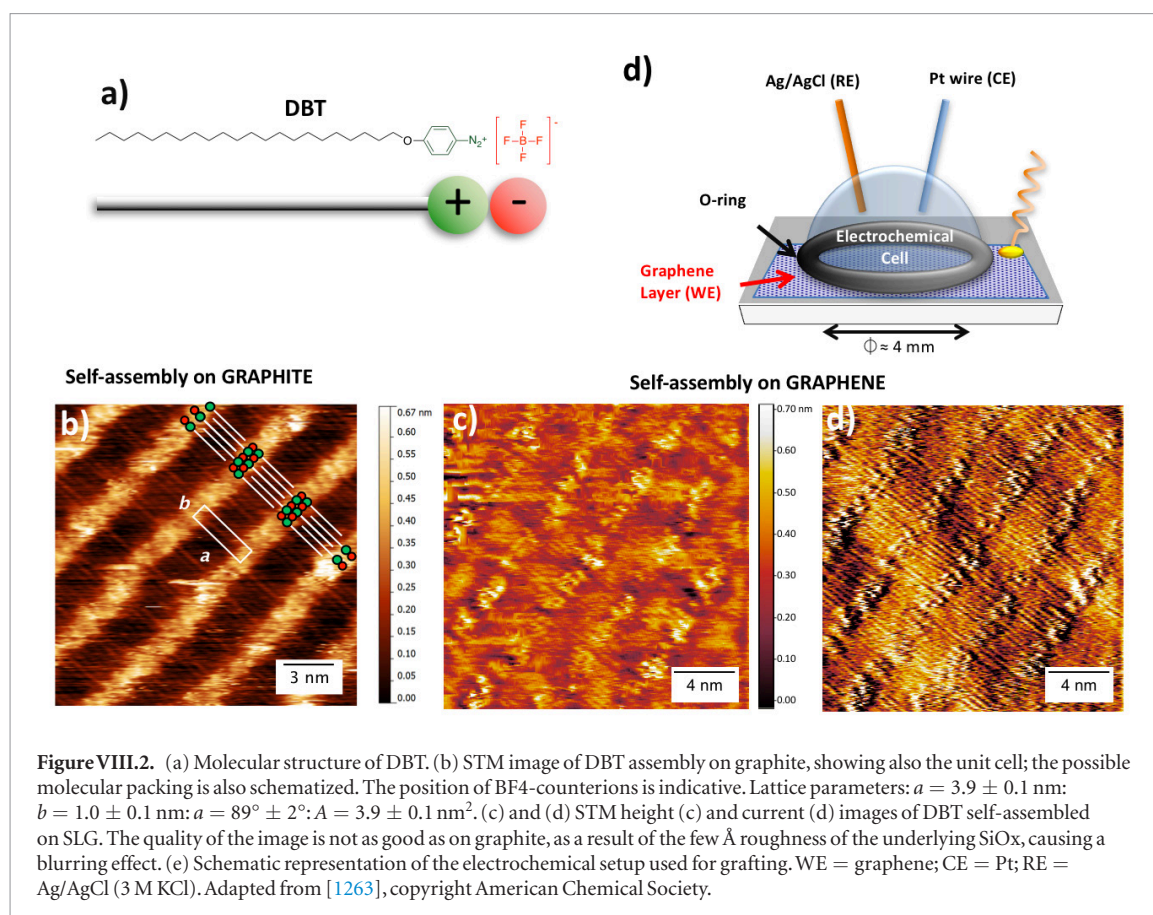 a)
DBT
O
N₂⁺
F
F-B-F
F
-
+
-
d)
Ag/AgCl (RE)
Pt wire (CE)
O-ring
Electrochemical
Cell
Graphene
Layer (WE)
Φ ≈ 4 mm
Self-assembly on GRAPHITE
Self-assembly on GRAPHENE
b)
b
a
3 nm
0.67 nm
0.60
0.55
0.50
0.45
0.40
0.35
0.30
0.25
0.20
0.15
0.10
0.00
c)
4 nm
0.70 nm
0.50
0.40
0.30
0.20
0.10
0.00
d)
4 nm
Figure VIII.2. (a) Molecular structure of DBT. (b) STM image of DBT assembly on graphite, showing also the unit cell; the possible
molecular packing is also schematized. The position of BF4-counterions is indicative. Lattice parameters: a = 3.9 ± 0.1 nm:
b = 1.0 ± 0.1 nm: a = 89° ± 2°: A = 3.9 ± 0.1 nm². (c) and (d) STM height (c) and current (d) images of DBT self-assembled
on SLG. The quality of the image is not as good as on graphite, as a result of the few Å roughness of the underlying SiOx, causing a
blurring effect. (e) Schematic representation of the electrochemical setup used for grafting. WE = graphene; CE = Pt; RE =
Ag/AgCl (3 M KCl). Adapted from [1263], copyright American Chemical Society.